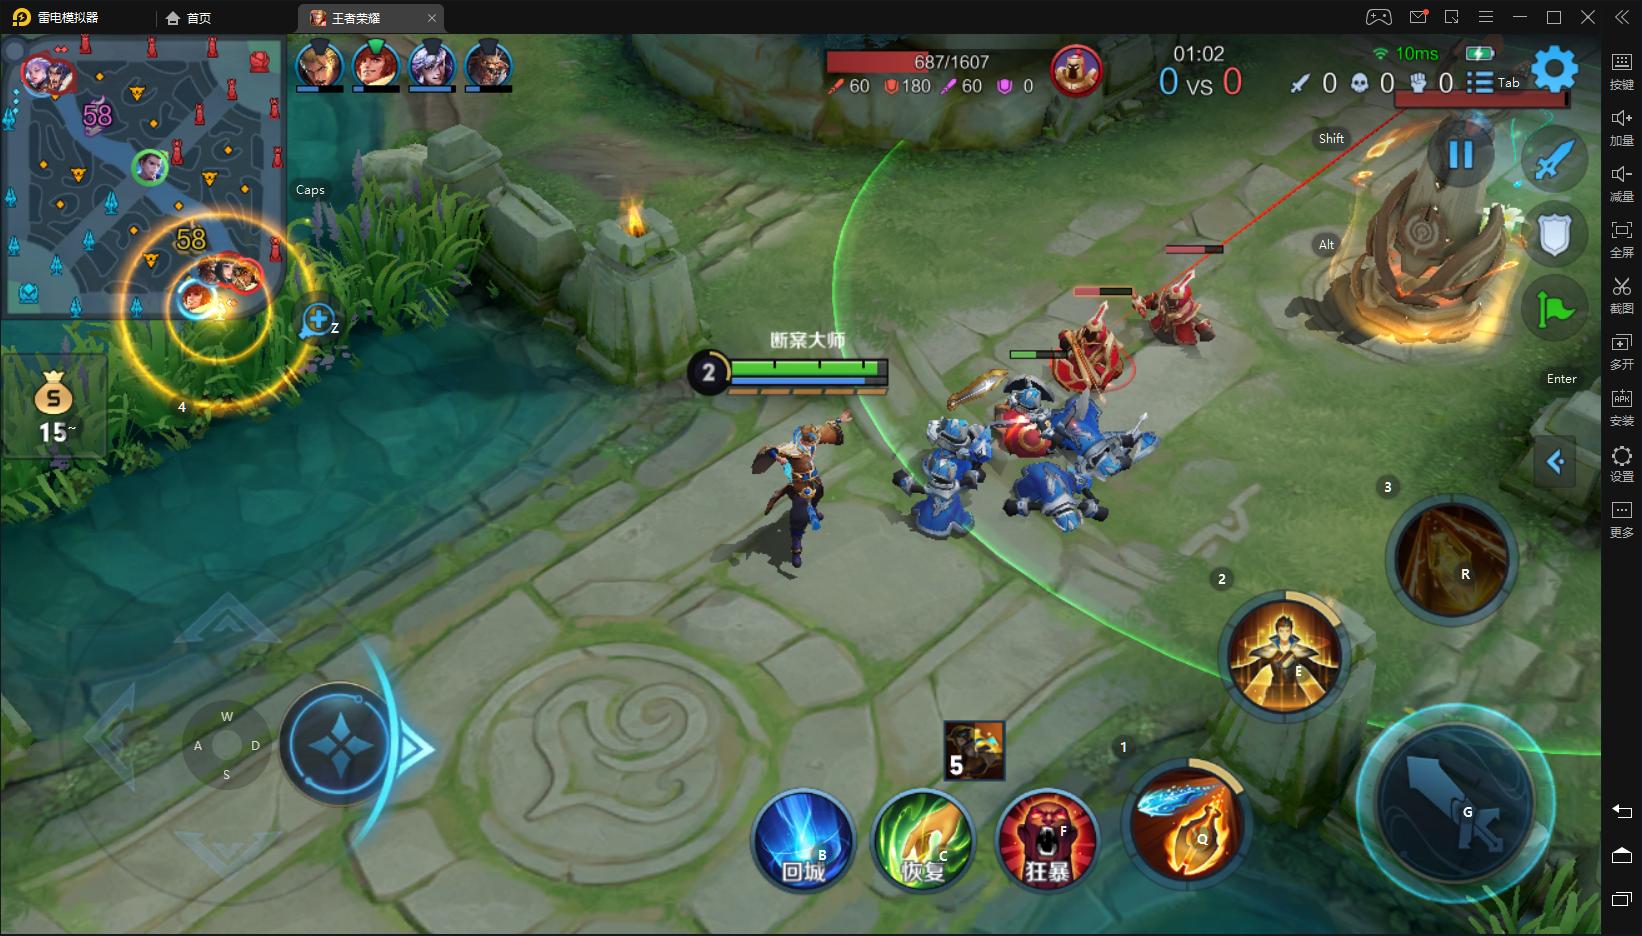 雷电模拟器
首页
王者荣耀
687/1607
60 180 60 0
01:02
0 VS 0
10ms
0 0 0 Tab
58
58
Caps
Z
4
S
15~
Shift
Alt
Enter
断案大师
2
3
2
1
R
E
G
Q
5
W
A D
S
B
回城
C
恢复
F
狂暴
按键
加量
减量
全屏
截图
多开
APK
安装
设置
更多